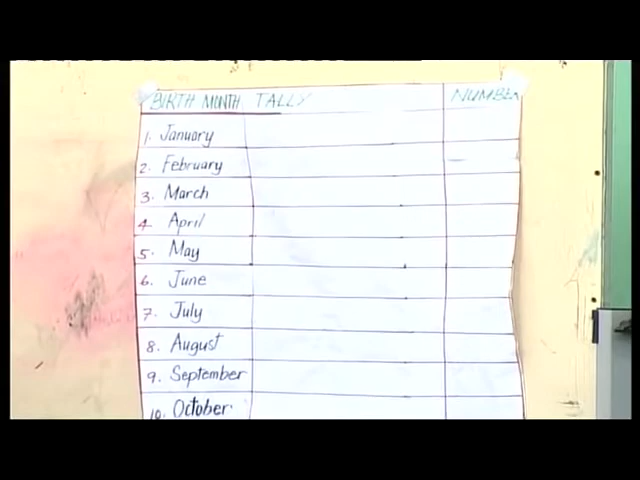 BIRTH MONTH TALLY NUMBER
1. January
2. February
3. March
4. April
5. May
6. June
7. July
8. August
9. September
10. October